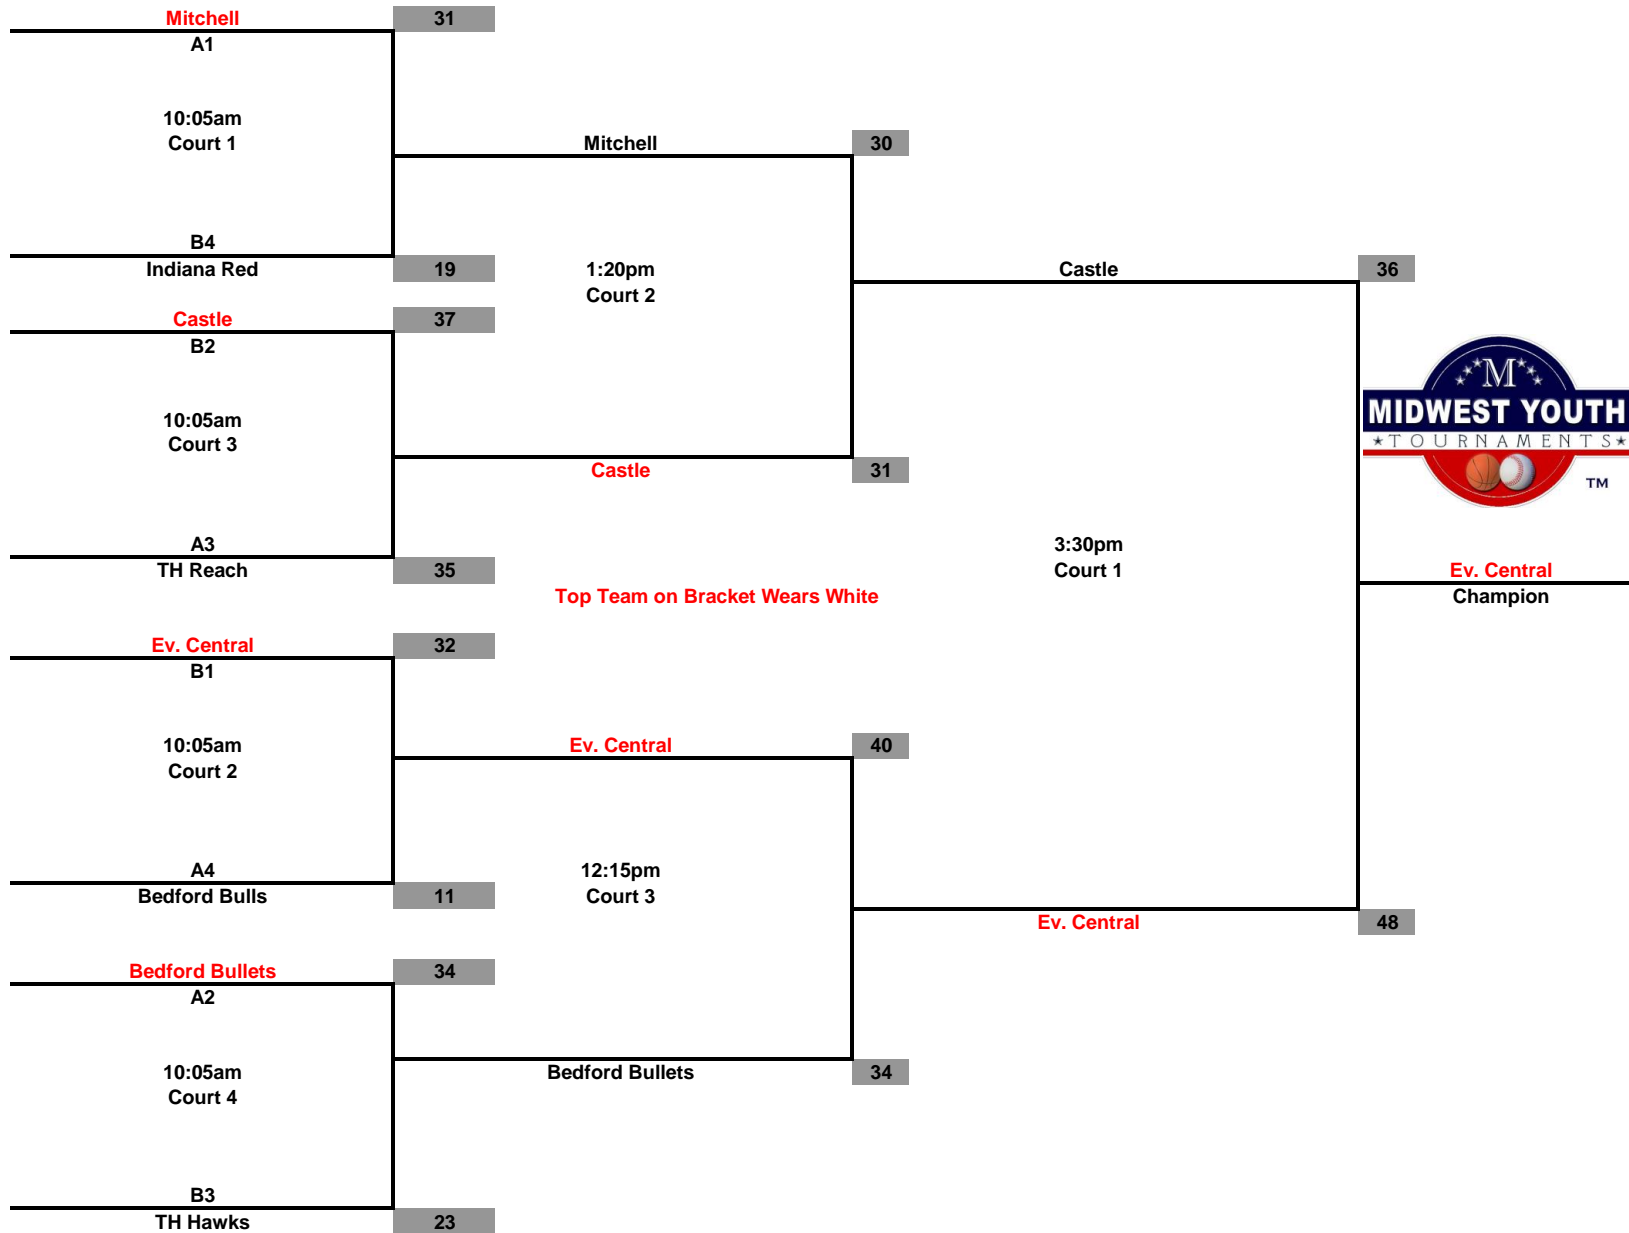 Mitchell 31
A1
10:05am
Court 1
Mitchell 30
B4
Indiana Red 19
1:20pm
Court 2
Castle 36
Castle 37
B2
10:05am
Court 3
Castle 31
M
MIDWEST YOUTH
TOURNAMENTS
TM
A3
TH Reach 35
3:30pm
Court 1
Ev. Central
Champion
Top Team on Bracket Wears White
Ev. Central 32
B1
10:05am
Court 2
Ev. Central 40
A4
Bedford Bulls 11
12:15pm
Court 3
Ev. Central 48
Bedford Bullets 34
A2
10:05am
Court 4
Bedford Bullets 34
B3
TH Hawks 23